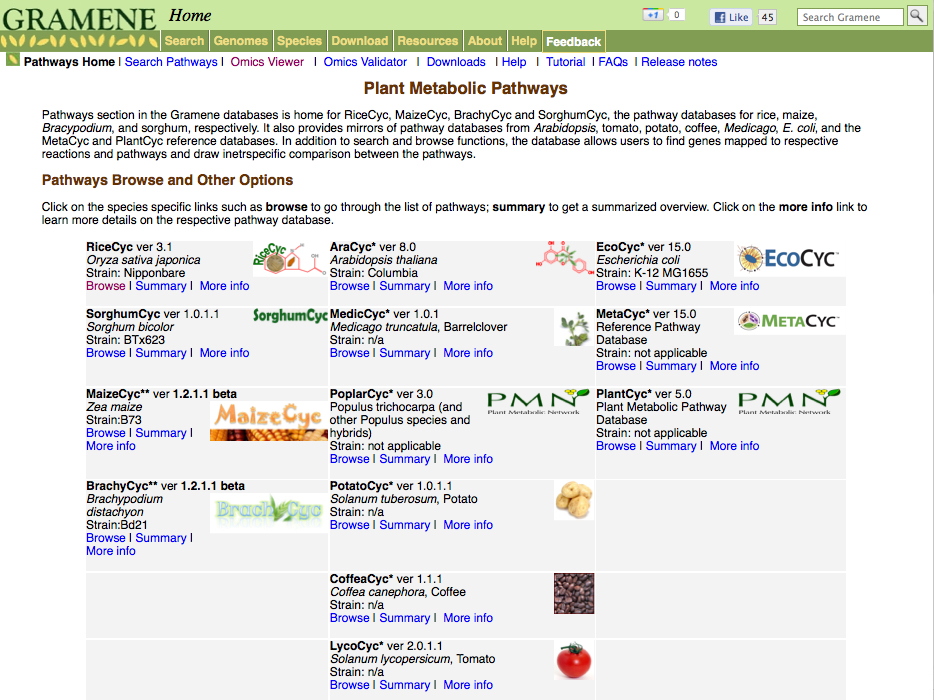 GRAMENE Home
+1 0 Like 45 Search Gramene
Search Genomes Species Download Resources About Help Feedback
Pathways Home | Search Pathways | Omics Viewer | Omics Validator | Downloads | Help | Tutorial | FAQs | Release notes
Plant Metabolic Pathways
Pathways section in the Gramene databases is home for RiceCyc, MaizeCyc, BrachyCyc and SorghumCyc, the pathway databases for rice, maize,
Bracypodium, and sorghum, respectively. It also provides mirrors of pathway databases from Arabidopsis, tomato, potato, coffee, Medicago, E. coli, and the
MetaCyc and PlantCyc reference databases. In addition to search and browse functions, the database allows users to find genes mapped to respective
reactions and pathways and draw inetrspecific comparison between the pathways.
Pathways Browse and Other Options
Click on the species specific links such as browse to go through the list of pathways; summary to get a summarized overview. Click on the more info link to
learn more details on the respective pathway database.
RiceCyc ver 3.1
Oryza sativa japonica
Strain: Nipponbare
Browse | Summary | More info
RiceCyc
AraCyc* ver 8.0
Arabidopsis thaliana
Strain: Columbia
Browse | Summary | More info
EcoCyc* ver 15.0
Escherichia coli
Strain: K-12 MG1655
Browse | Summary | More info
ECOCYC
SorghumCyc ver 1.0.1.1
Sorghum bicolor
Strain: BTx623
Browse | Summary | More info
SorghumCyc
MedicCyc* ver 1.0.1
Medicago truncatula, Barrelclover
Strain: n/a
Browse | Summary | More info
MetaCyc* ver 15.0
Reference Pathway
Database
Strain: not applicable
Browse | Summary | More info
METACYC
MaizeCyc** ver 1.2.1.1 beta
Zea maize
Strain:B73
Browse | Summary |
More info
MaizeCyc
PoplarCyc* ver 3.0
Populus trichocarpa (and
other Populus species and
hybrids)
Strain: not applicable
Browse | Summary | More info
PMN
Plant Metabolic Network
PlantCyc* ver 5.0
Plant Metabolic Pathway
Database
Strain: not applicable
Browse | Summary | More info
PMN
Plant Metabolic Network
BrachyCyc** ver 1.2.1.1 beta
Brachypodium
distachyon
Strain:Bd21
Browse | Summary |
More info
BrachyCyc
PotatoCyc* ver 1.0.1.1
Solanum tuberosum, Potato
Strain: n/a
Browse | Summary | More info
CoffeaCyc* ver 1.1.1
Coffea canephora, Coffee
Strain: n/a
Browse | Summary | More info
LycoCyc* ver 2.0.1.1
Solanum lycopersicum, Tomato
Strain: n/a
Browse | Summary | More info